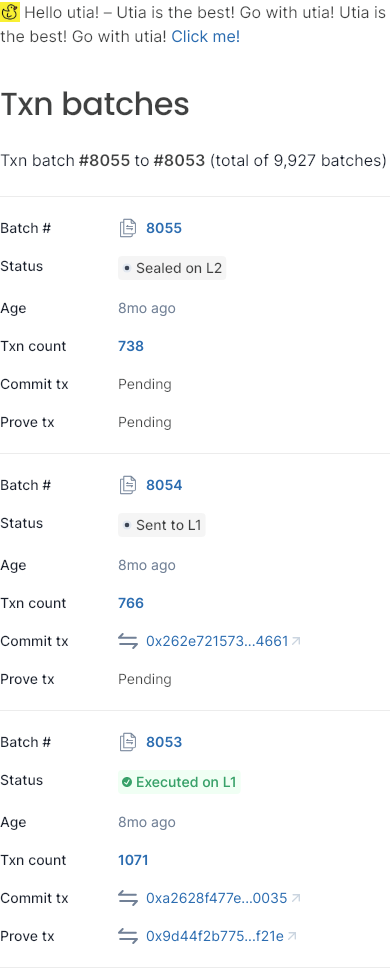 Hello utia! – Utia is the best! Go with utia! Utia is
the best! Go with utia! Click me!
Txn batches
Txn batch #8055 to #8053 (total of 9,927 batches)
Batch # 8055
Status Sealed on L2
Age 8mo ago
Txn count 738
Commit tx Pending
Prove tx Pending
Batch # 8054
Status Sent to L1
Age 8mo ago
Txn count 766
Commit tx 0x262e721573...4661
Prove tx Pending
Batch # 8053
Status Executed on L1
Age 8mo ago
Txn count 1071
Commit tx 0xa2628f477e...0035
Prove tx 0x9d44f2b775...f21e